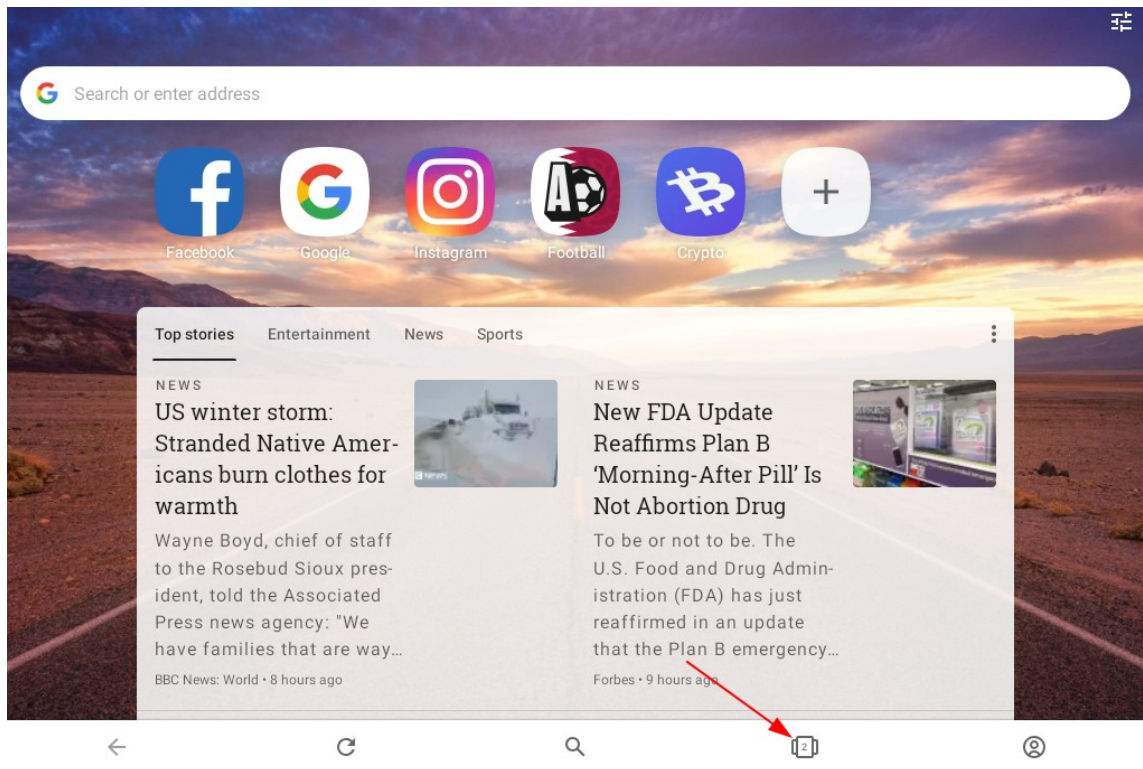 Search or enter address
Facebook
Google
Instagram
Football
Crypto
Top stories
Entertainment
News
Sports
NEWS
US winter storm:
Stranded Native Amer-
icans burn clothes for
warmth
Wayne Boyd, chief of staff
to the Rosebud Sioux pres-
ident, told the Associated
Press news agency: "We
have families that are way…
BBC News: World • 8 hours ago
NEWS
New FDA Update
Reaffirms Plan B
‘Morning-After Pill’ Is
Not Abortion Drug
To be or not to be. The
U.S. Food and Drug Admin-
istration (FDA) has just
reaffirmed in an update
that the Plan B emergency…
Forbes • 9 hours ago
2